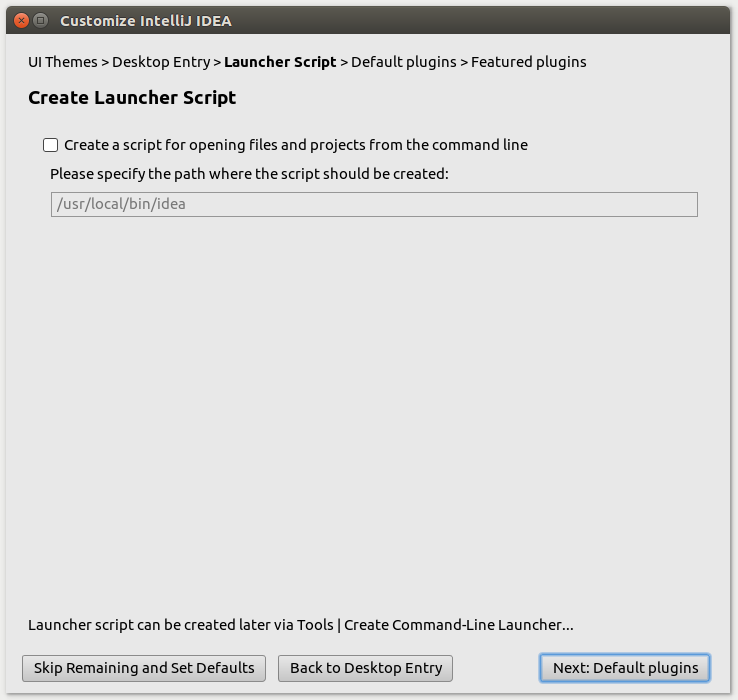 Customize IntelliJ IDEA
UI Themes > Desktop Entry > Launcher Script > Default plugins > Featured plugins
Create Launcher Script
Create a script for opening files and projects from the command line
Please specify the path where the script should be created:
/usr/local/bin/idea
Launcher script can be created later via Tools | Create Command-Line Launcher...
Skip Remaining and Set Defaults
Back to Desktop Entry
Next: Default plugins